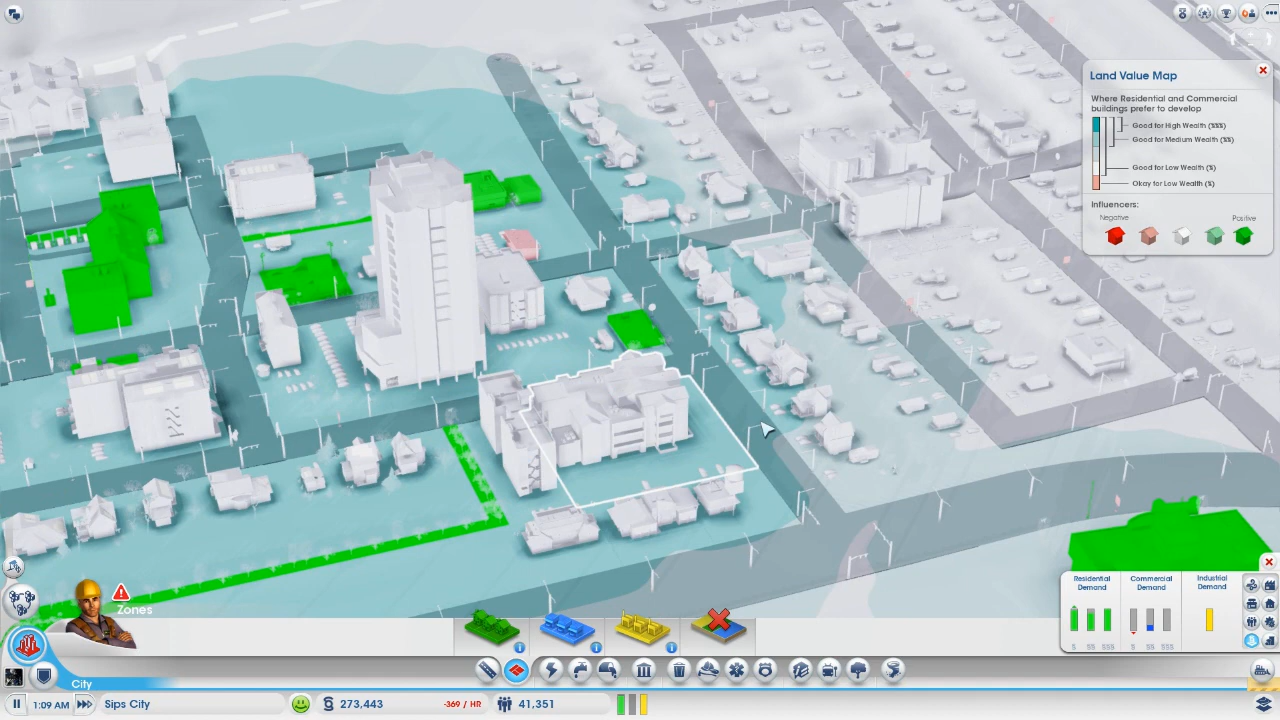 Land Value Map
Where Residential and Commercial
buildings prefer to develop
Good for High Wealth ($$$)
Good for Medium Wealth ($$)
Good for Low Wealth ($)
Okay for Low Wealth ($)
Influencers:
Negative
Positive
Residential
Demand
Commercial
Demand
Industrial
Demand
$ $$ $$$
$ $$ $$$
Zones
City
1:09 AM
Sips City
273,443
-369 / HR
41,351